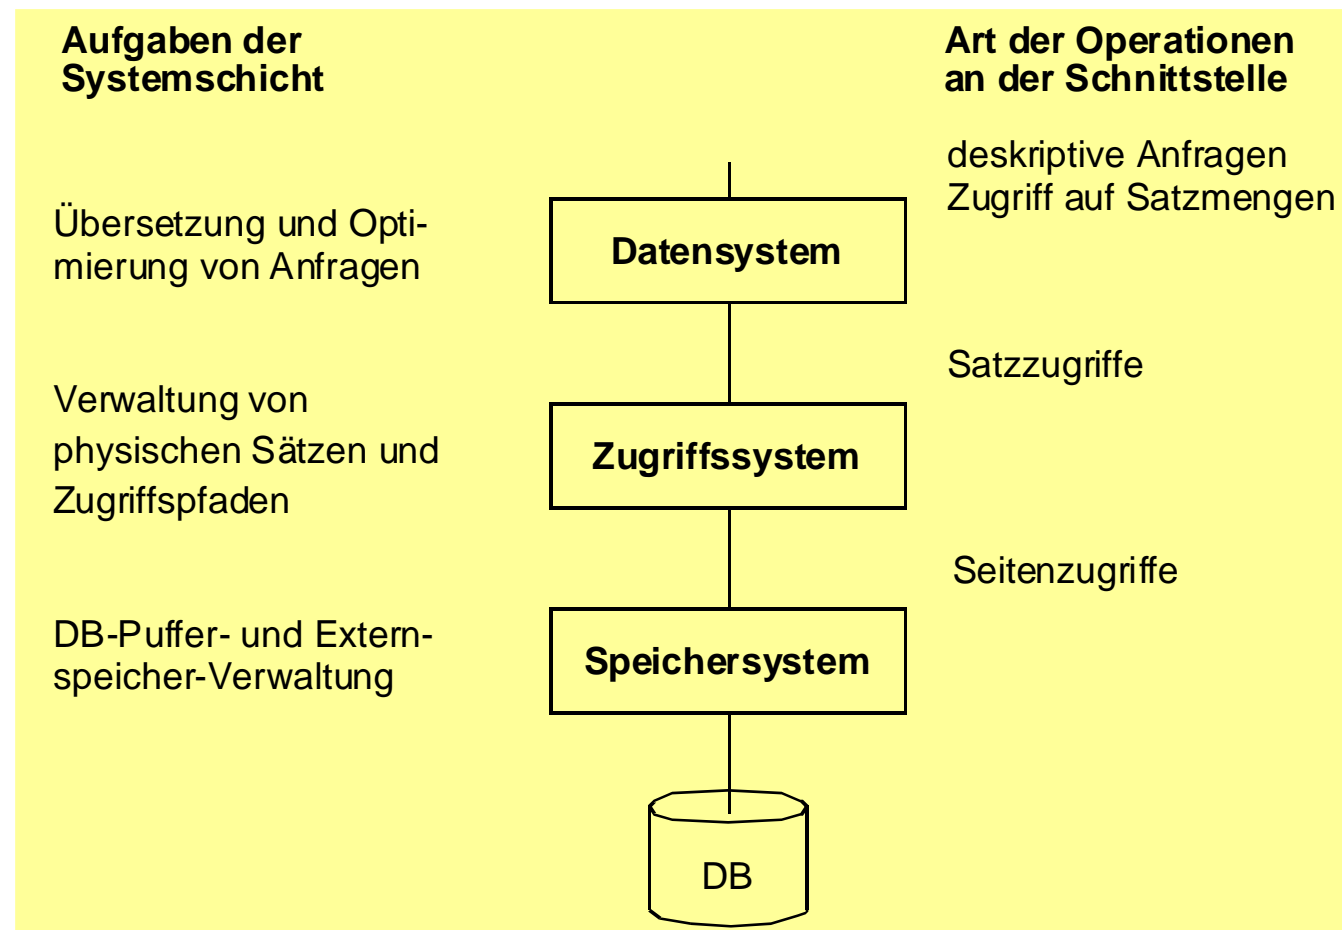 Aufgaben der
Systemschicht
Art der Operationen
an der Schnittstelle
deskriptive Anfragen
Zugriff auf Satzmengen
Übersetzung und Opti-
mierung von Anfragen
Datensystem
Satzzugriffe
Verwaltung von
physischen Sätzen und
Zugriffspfaden
Zugriffssystem
Seitenzugriffe
DB-Puffer- und Extern-
speicher-Verwaltung
Speichersystem
DB